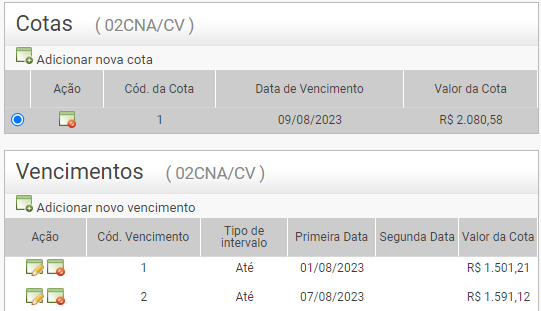 Cotas ( 02CNA/CV )
Adicionar nova cota
Ação Cód. da Cota Data de Vencimento Valor da Cota
1 09/08/2023 R$ 2.080,58
Vencimentos ( 02CNA/CV )
Adicionar novo vencimento
Ação Cód. Vencimento Tipo de intervalo Primeira Data Segunda Data Valor da Cota
1 Até 01/08/2023 R$ 1.501,21
2 Até 07/08/2023 R$ 1.591,12